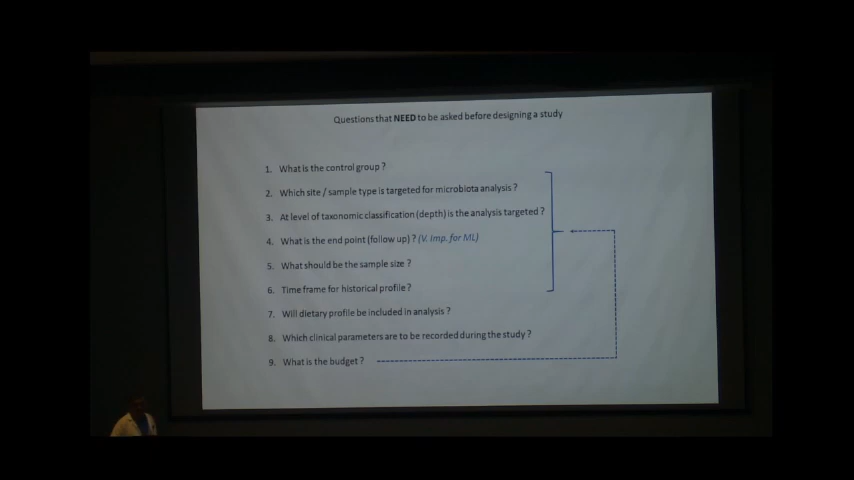 Questions that NEED to be asked before designing a study
1. What is the control group ?
2. Which site / sample type is targeted for microbiota analysis ?
3. At level of taxonomic classification (depth) is the analysis targeted ?
4. What is the end point (follow up) ? (V. Imp. for ML)
5. What should be the sample size ?
6. Time frame for historical profile ?
7. Will dietary profile be included in analysis ?
8. Which clinical parameters are to be recorded during the study ?
9. What is the budget ?